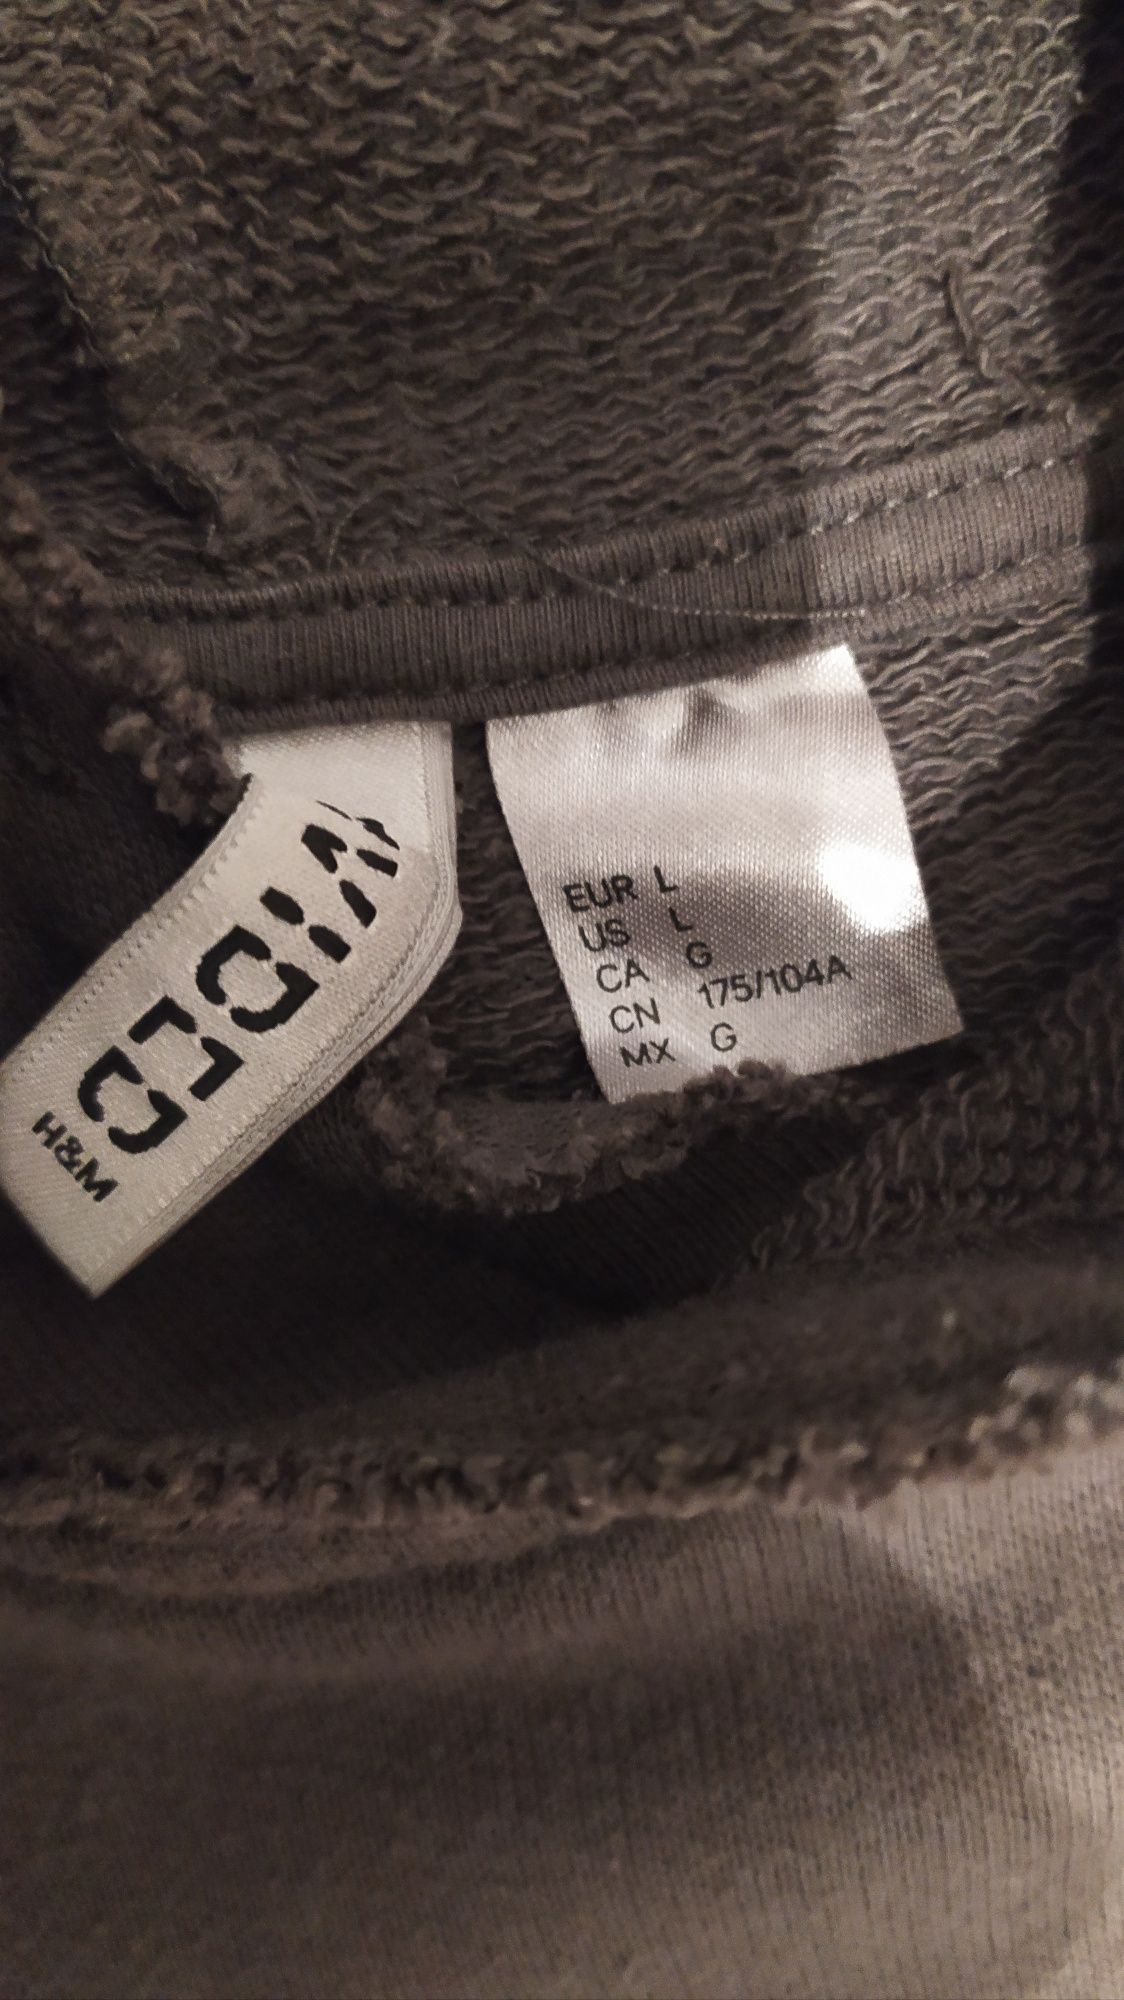 DIVIDED
H&M
EUR L
US L
CA G
CN 175/104A
MX G